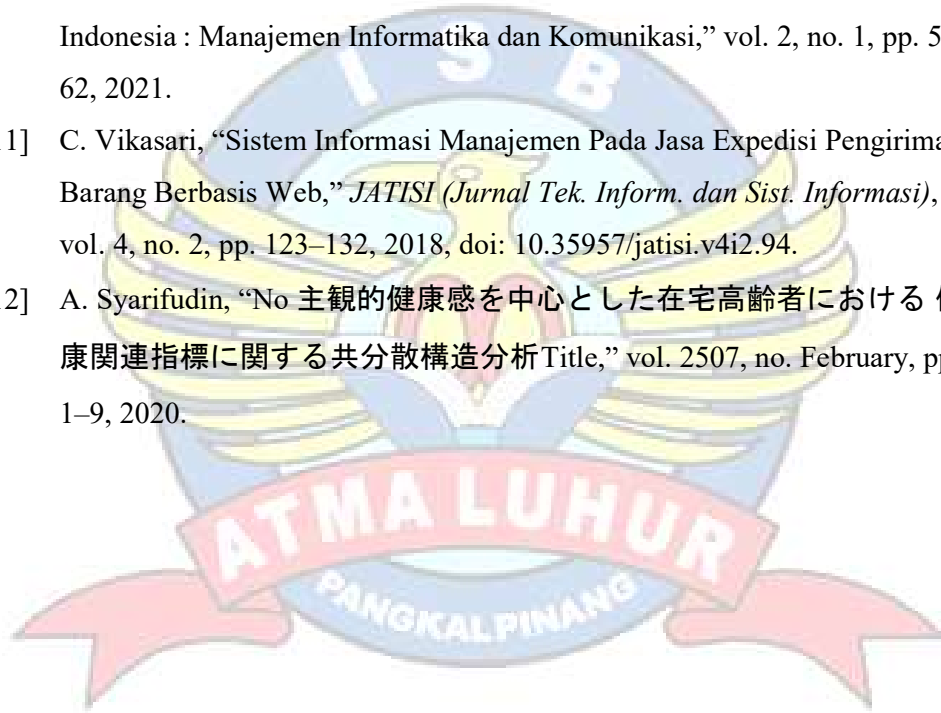 Indonesia : Manajemen Informatika dan Komunikasi,” vol. 2, no. 1, pp. 5
62, 2021.
1] C. Vikasari, “Sistem Informasi Manajemen Pada Jasa Expedisi Pengirima
Barang Berbasis Web,” JATISI (Jurnal Tek. Inform. dan Sist. Informasi),
vol. 4, no. 2, pp. 123–132, 2018, doi: 10.35957/jatisi.v4i2.94.
2] A. Syarifudin, “No 主観的健康感を中心とした在宅高齢者における
康関連指標に関する共分散構造分析Title,” vol. 2507, no. February, pp
1–9, 2020.
I S B
ATMA LUHUR
PANGKALPINANG